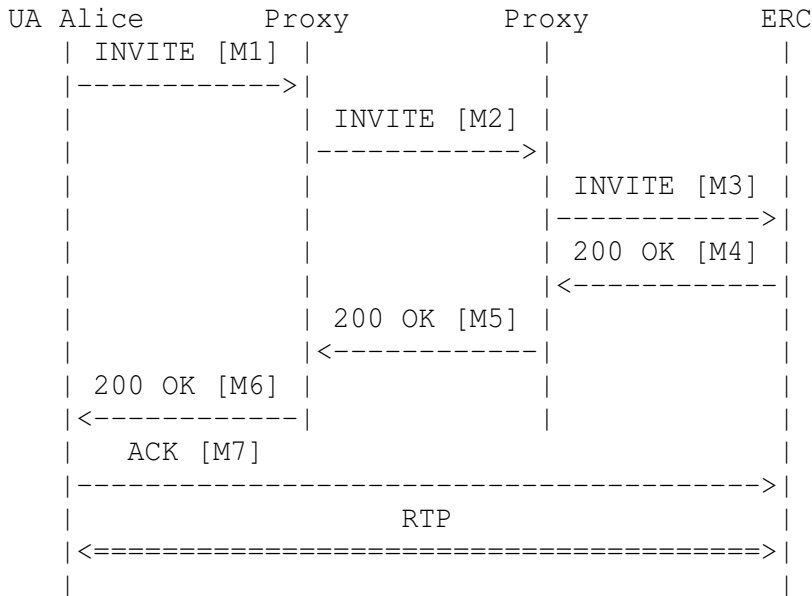 UA Alice Proxy Proxy ERC
INVITE [M1]
INVITE [M2]
INVITE [M3]
200 OK [M4]
200 OK [M5]
200 OK [M6]
ACK [M7]
RTP